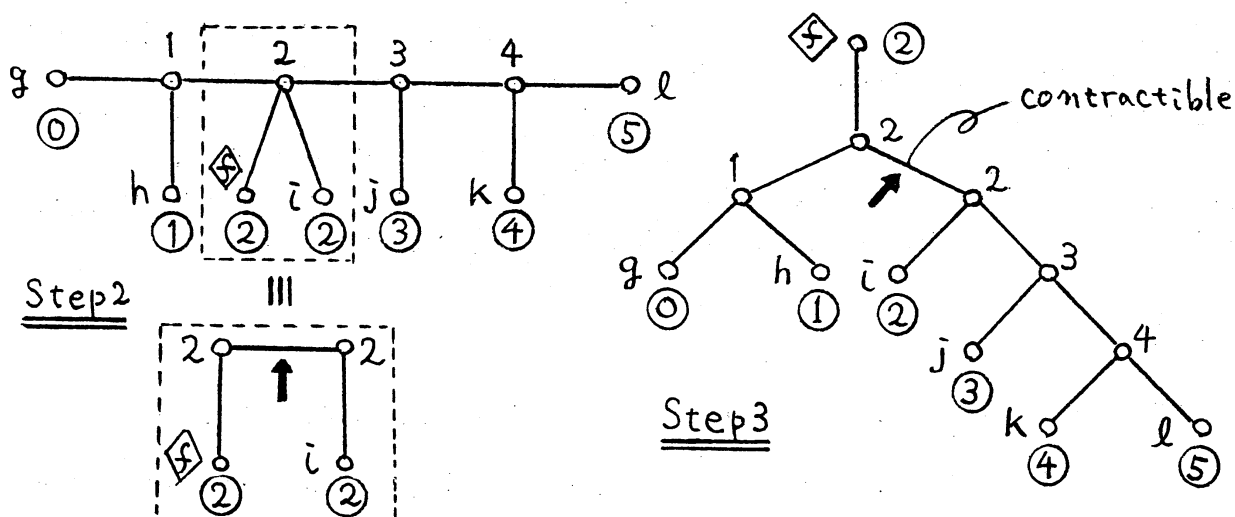 1 2 3 4
g l
⓪ ⑤
h f i j k
① ② ② ③ ④
Step2
≡
2 2
f i
② ②
f ②
2 contractible
1 2
g h i 3
⓪ ① ② j 4
③ k l
④ ⑤
Step3